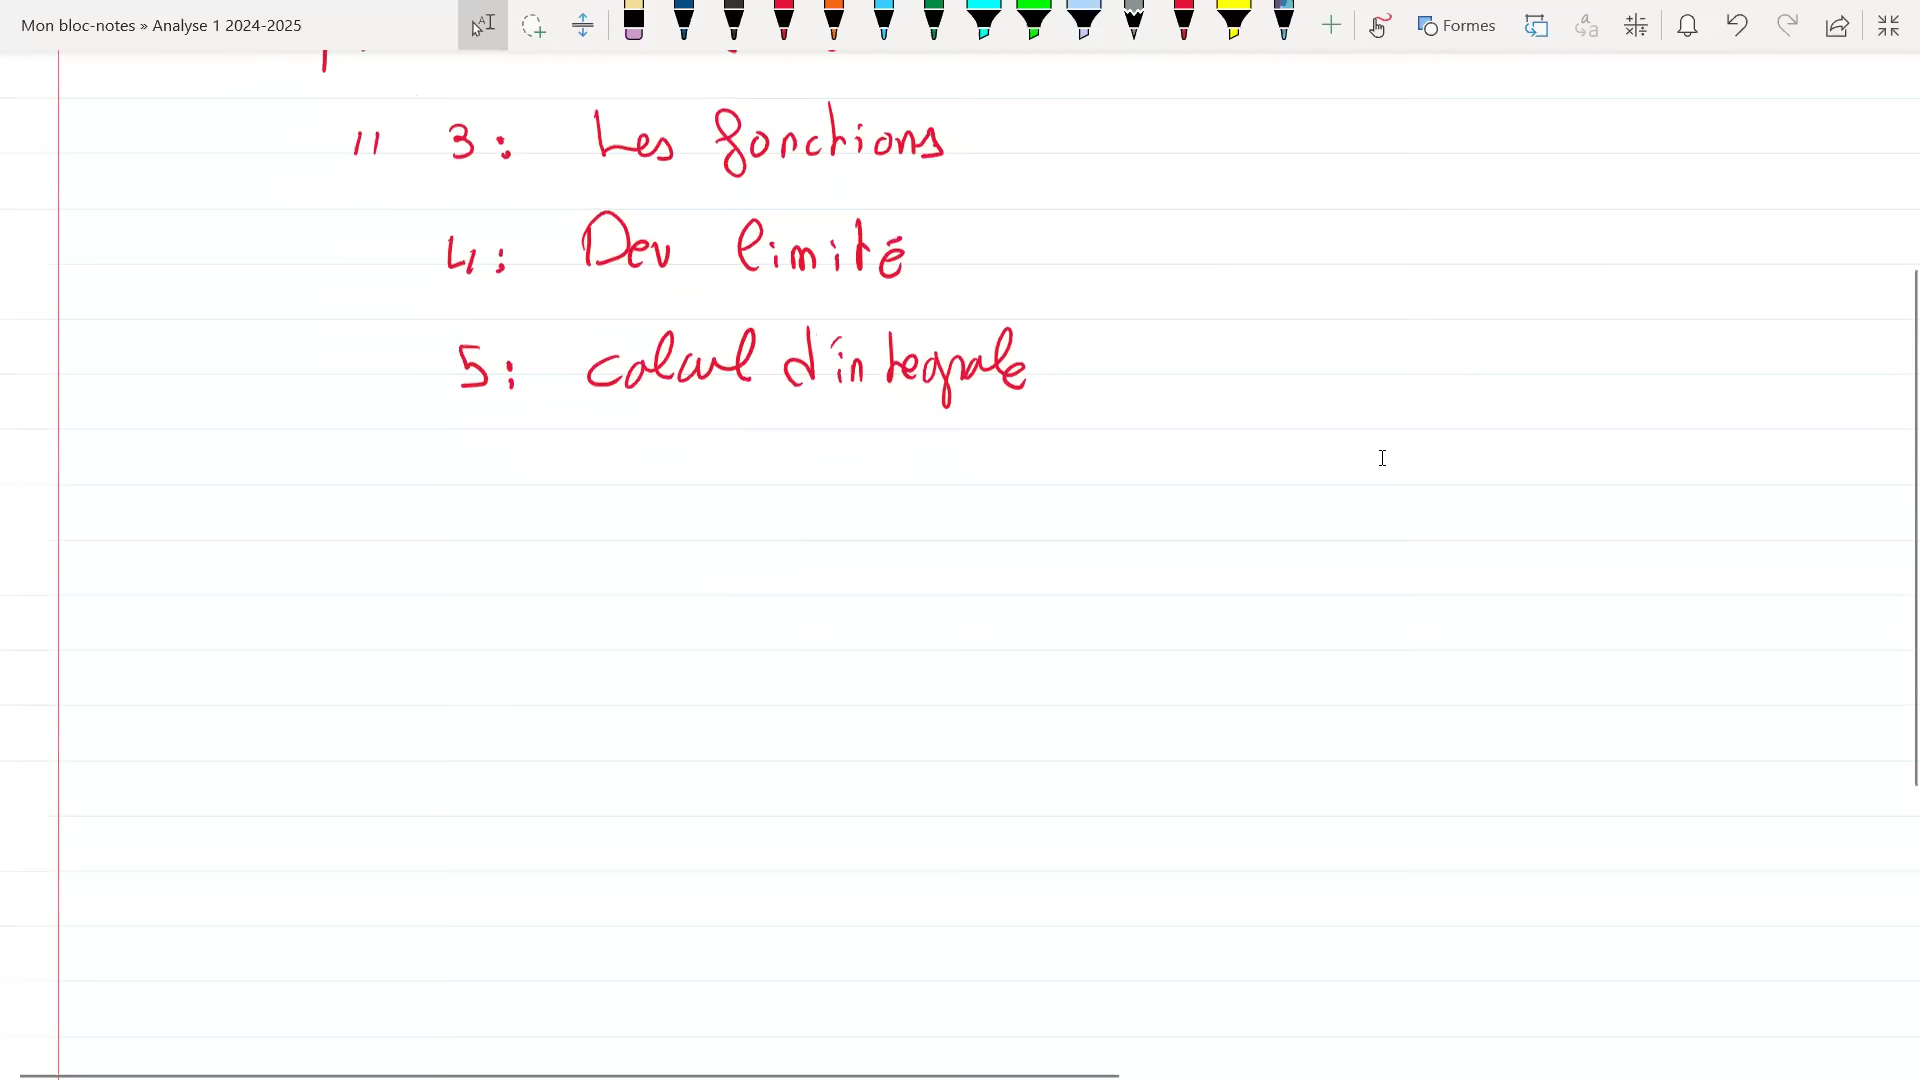 Mon bloc-notes » Analyse 1 2024-2025
Formes
" 3: Les fonctions
4: Dev limité
5: calcul d'integrale